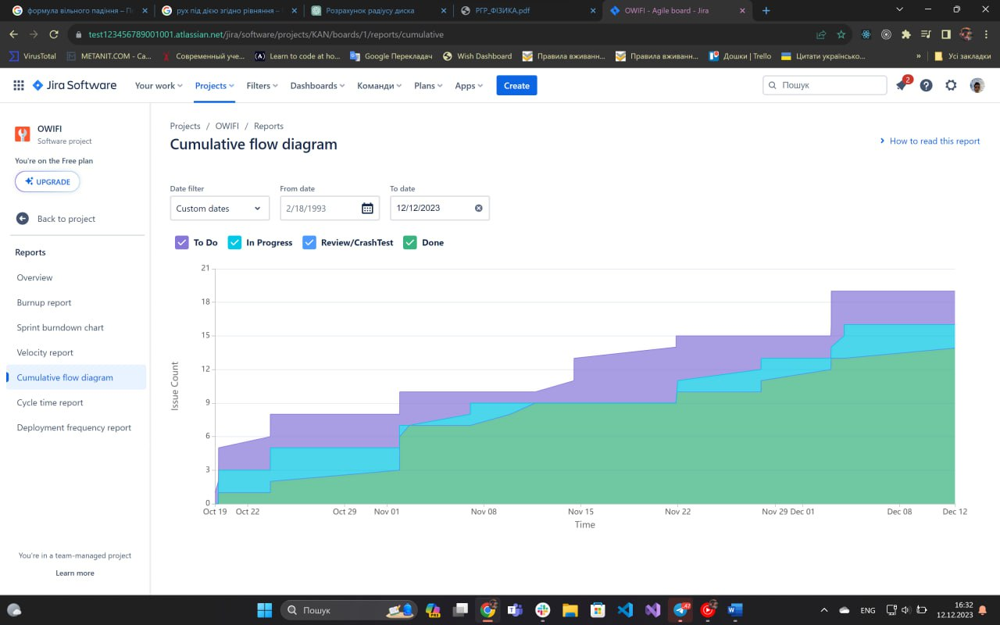 формула вільного падіння – По
рух під дією згідно рівняння –
Розрахунок радіусу диска
РГР_ФІЗИКА.pdf
OWIFI - Agile board - Jira
test123456789001001.atlassian.net/jira/software/projects/KAN/boards/1/reports/cumulative
VirusTotal
METANIT.COM - Са...
Современный уче...
Learn to code at ho...
Google Перекладач
Wish Dashboard
Правила вживанн...
Правила вживанн...
Дошки | Trello
Цитати українсько...
»
Усі закладки
Jira Software
Your work
Projects
Filters
Dashboards
Команди
Plans
Apps
Create
Пошук
2
OWIFI
Software project
You're on the Free plan
UPGRADE
Back to project
Reports
Overview
Burnup report
Sprint burndown chart
Velocity report
Cumulative flow diagram
Cycle time report
Deployment frequency report
You're in a team-managed project
Learn more
Projects / OWIFI / Reports
Cumulative flow diagram
How to read this report
Date filter
From date
To date
Custom dates
2/18/1993
12/12/2023
To Do
In Progress
Review/CrashTest
Done
21
18
15
12
9
6
3
0
Issue Count
Oct 19 Oct 22 Oct 29 Nov 01 Nov 08 Nov 15 Nov 22 Nov 29 Dec 01 Dec 08 Dec 12
Time
Пошук
PRE
ENG
16:32
12.12.2023